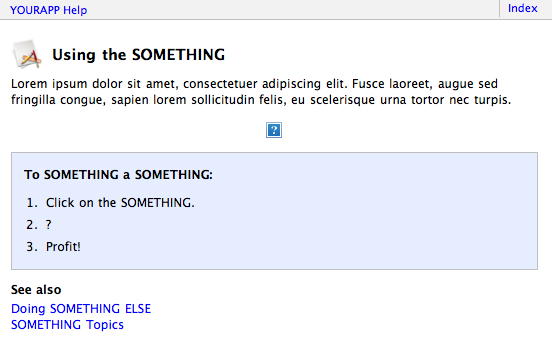 YOURAPP Help
Index
Using the SOMETHING
Lorem ipsum dolor sit amet, consectetuer adipiscing elit. Fusce laoreet, augue sed
fringilla congue, sapien lorem sollicitudin felis, eu scelerisque urna tortor nec turpis.
?
To SOMETHING a SOMETHING:
1. Click on the SOMETHING.
2. ?
3. Profit!
See also
Doing SOMETHING ELSE
SOMETHING Topics